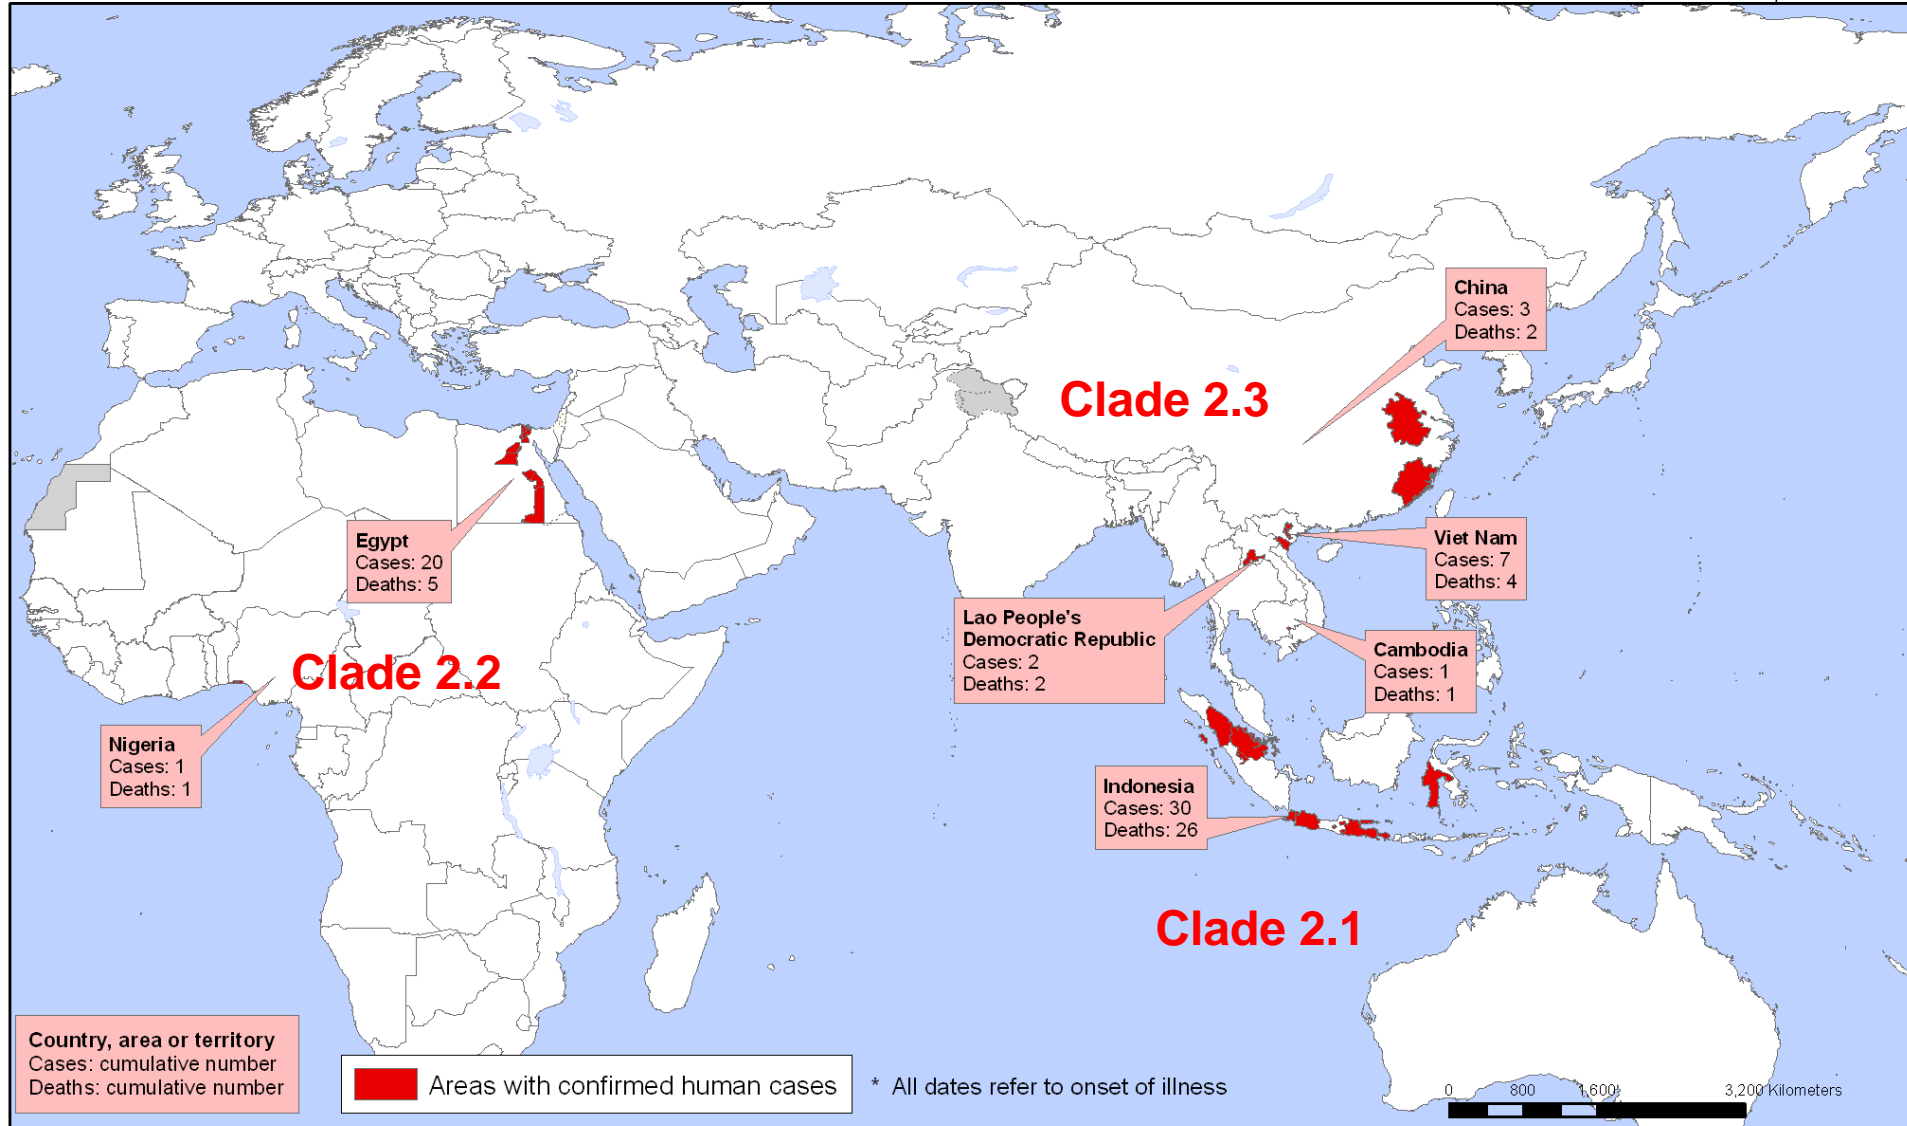 China
Cases: 3
Deaths: 2
Clade 2.3
Egypt
Cases: 20
Deaths: 5
Viet Nam
Cases: 7
Deaths: 4
Lao People's
Democratic Republic
Cases: 2
Deaths: 2
Cambodia
Cases: 1
Deaths: 1
Clade 2.2
Nigeria
Cases: 1
Deaths: 1
Indonesia
Cases: 30
Deaths: 26
Clade 2.1
Country, area or territory
Cases: cumulative number
Deaths: cumulative number
Areas with confirmed human cases
* All dates refer to onset of illness
0 800 1,600 3,200 Kilometers